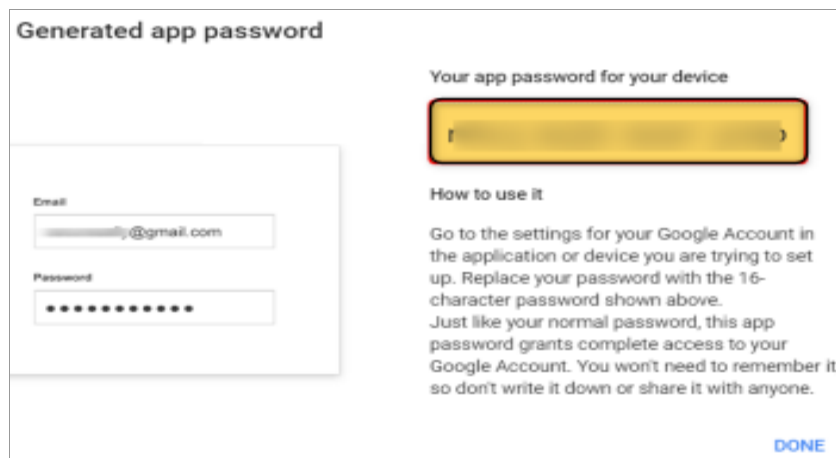 Generated app password
Your app password for your device
How to use it
Email
@gmail.com
Go to the settings for your Google Account in
the application or device you are trying to set
up. Replace your password with the 16-
character password shown above.
Password
Just like your normal password, this app
password grants complete access to your
Google Account. You won't need to remember it
so don't write it down or share it with anyone.
DONE